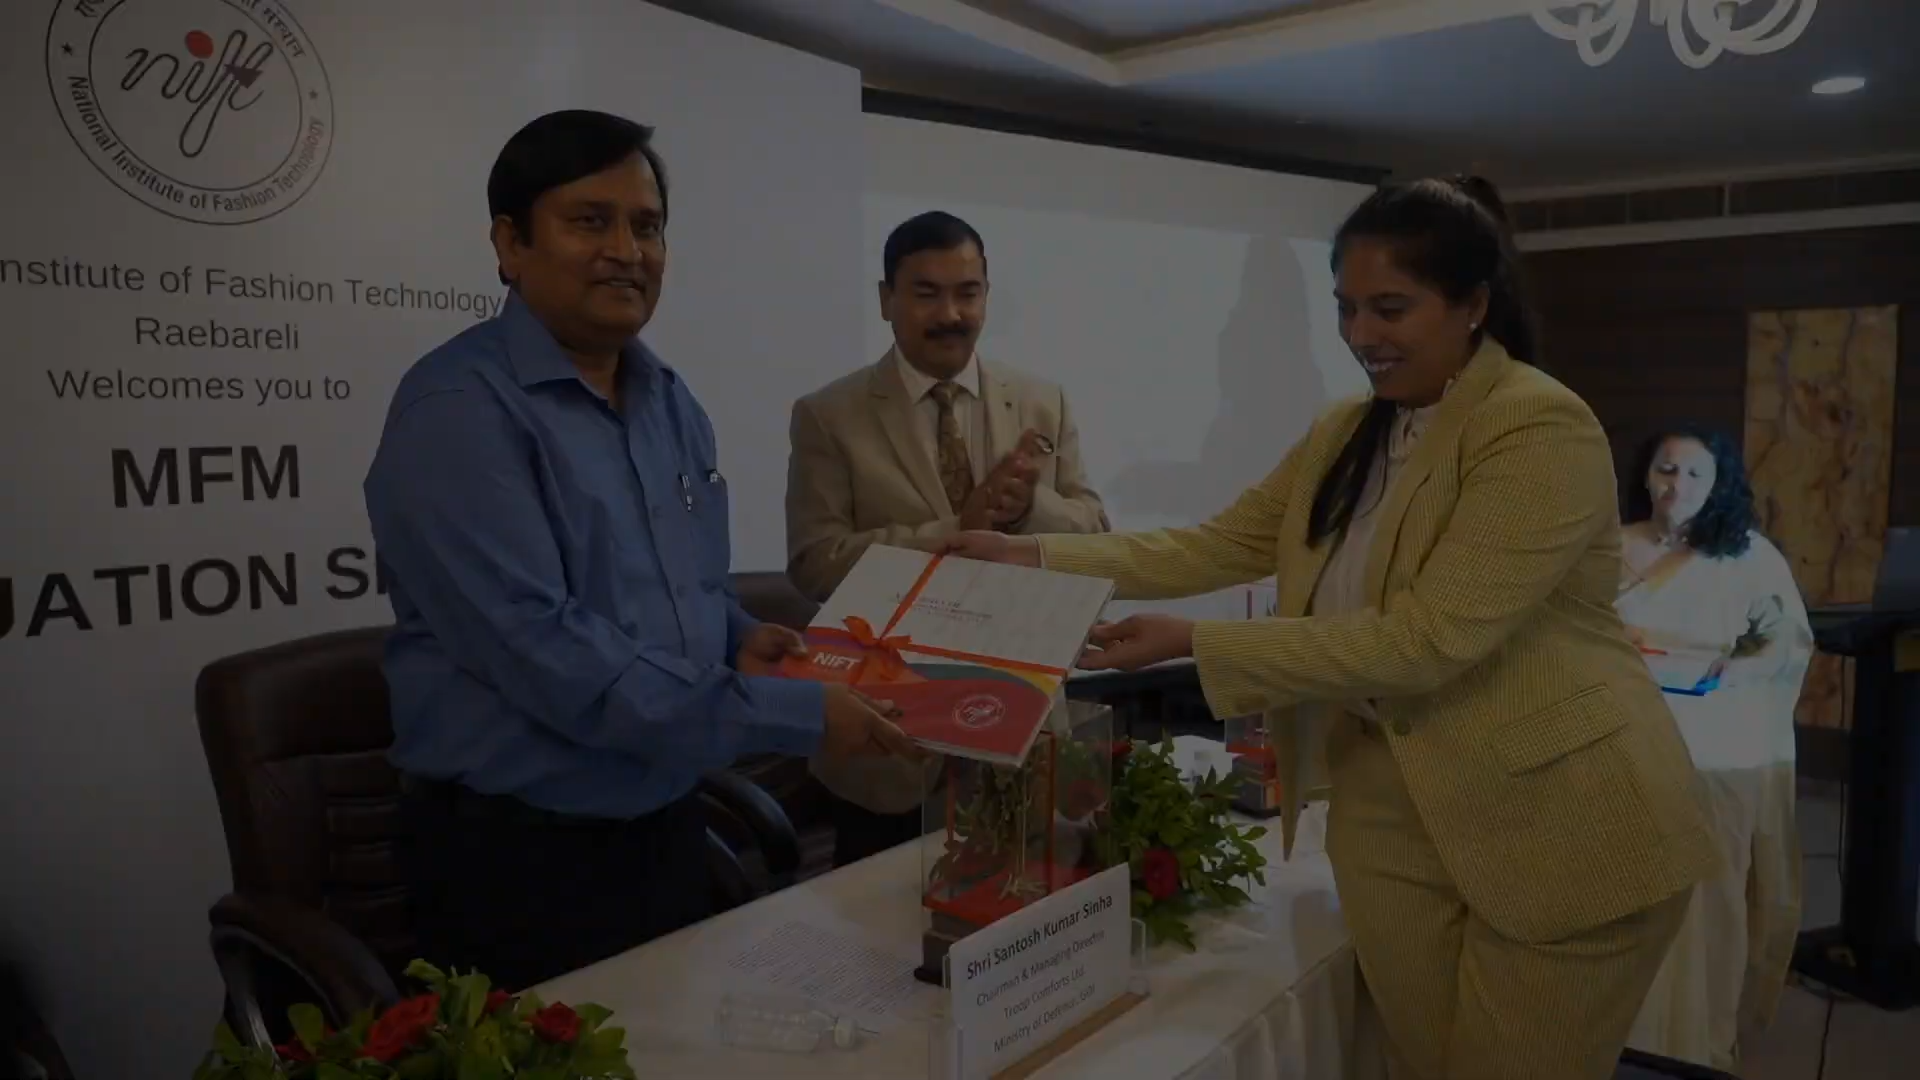 संस्थान
nift
National Institute of Fashion Technology
nstitute of Fashion Technology
Raebareli
Welcomes you to
MFM
UATION S
NIFT
Shri Santosh Kumar Sinha
Chairman & Managing Director
Troop Comforts Ltd.
Ministry of Defence, GOI